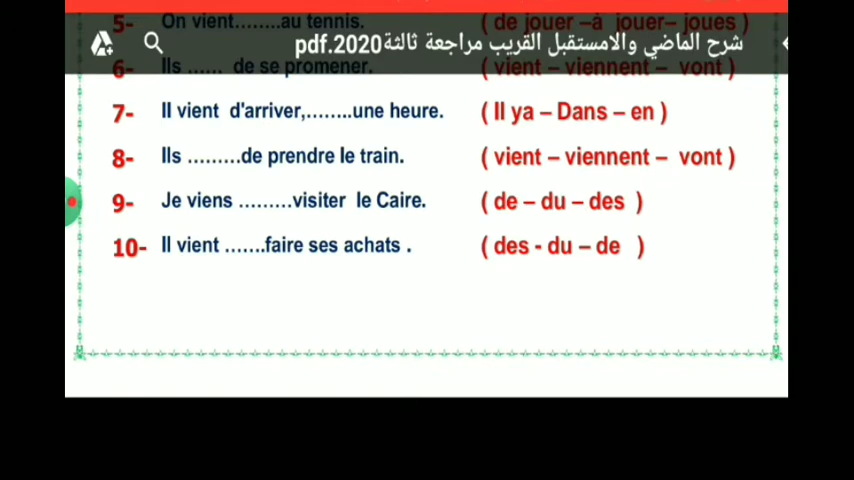 5- On vient........au tennis. ( de jouer –à jouer– joues )
شرح الماضي والامستقبل القريب مراجعة ثالثة2020.pdf
6- Ils ...... de se promener. ( vient – viennent – vont )
7- Il vient d'arriver,........une heure. ( Il ya – Dans – en )
8- Ils .........de prendre le train. ( vient – viennent – vont )
9- Je viens .........visiter le Caire. ( de – du – des )
10- Il vient .......faire ses achats . ( des - du – de )